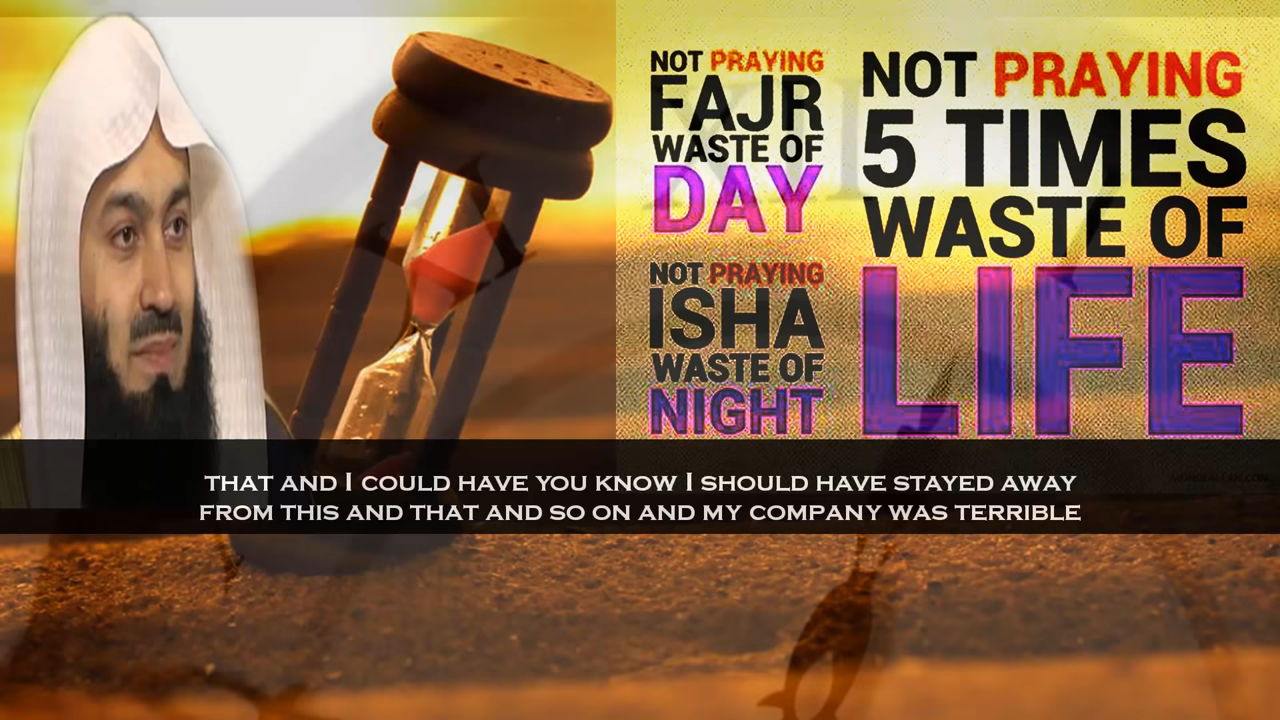 NOT PRAYING
FAJR
WASTE OF
DAY
NOT PRAYING
ISHA
WASTE OF
NIGHT
NOT PRAYING
5 TIMES
WASTE OF
LIFE
THAT AND I COULD HAVE YOU KNOW I SHOULD HAVE STAYED AWAY
FROM THIS AND THAT AND SO ON AND MY COMPANY WAS TERRIBLE